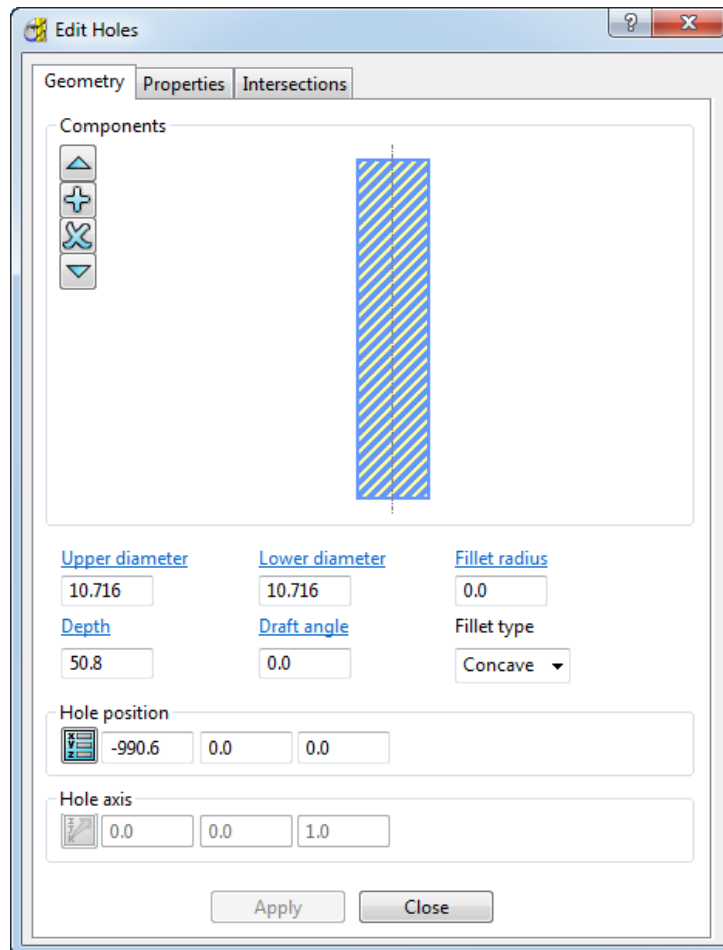 Edit Holes
Geometry Properties Intersections
Components
Upper diameter Lower diameter Fillet radius
10.716 10.716 0.0
Depth Draft angle Fillet type
50.8 0.0 Concave
Hole position
X Y Z -990.6 0.0 0.0
Hole axis
I J K 0.0 0.0 1.0
Apply Close